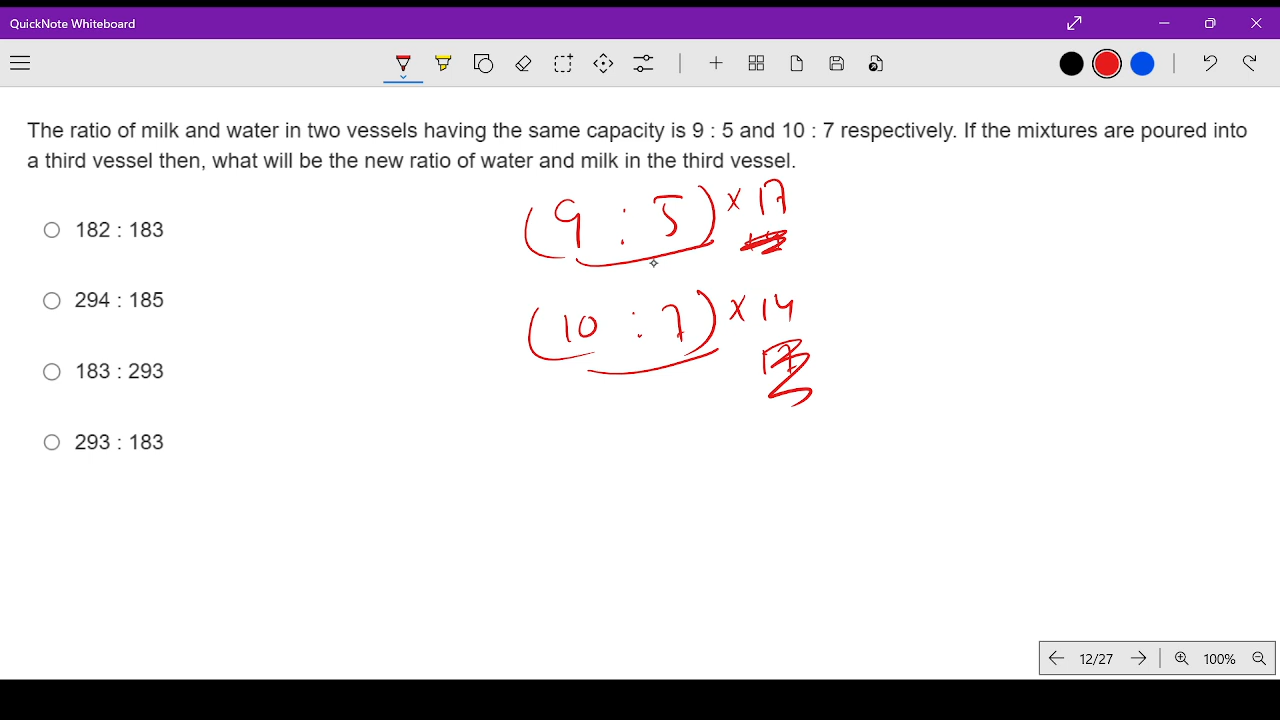 QuickNote Whiteboard
The ratio of milk and water in two vessels having the same capacity is 9 : 5 and 10 : 7 respectively. If the mixtures are poured into
a third vessel then, what will be the new ratio of water and milk in the third vessel.
(9 : 5) × 17
182 : 183
294 : 185
(10 : 7) × 14
183 : 293
293 : 183
12/27
100%